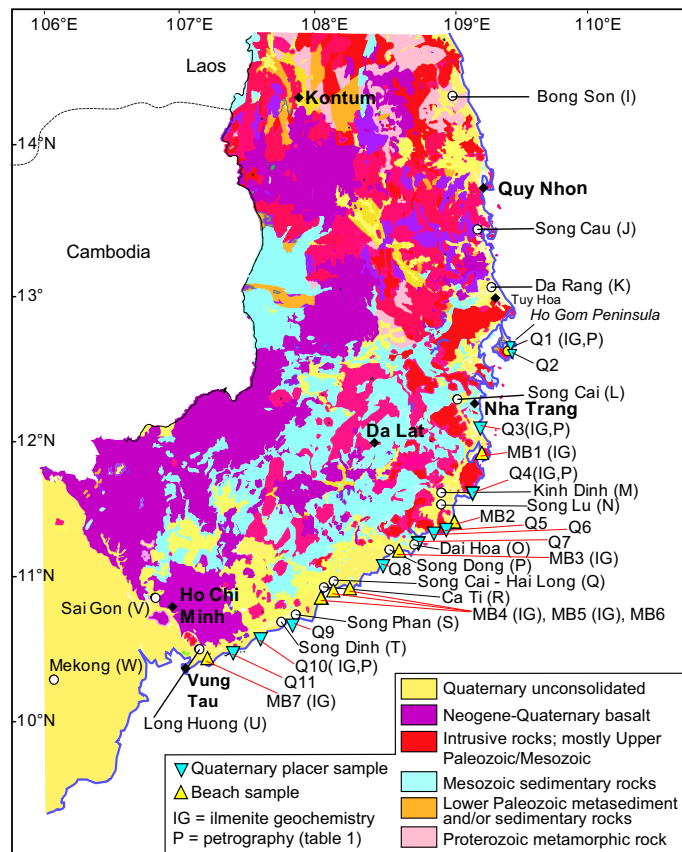 106°E
107°E
108°E
109°E
110°E
Laos
Kontum
Bong Son (I)
14°N
Quy Nhon
Song Cau (J)
Cambodia
Da Rang (K)
13°N
Tuy Hoa
Ho Gom Peninsula
Q1 (IG,P)
Q2
Song Cai (L)
Nha Trang
Da Lat
Q3(IG,P)
12°N
MB1 (IG)
Q4(IG,P)
Kinh Dinh (M)
Song Lu (N)
MB2
Q5
Q6
Q7
Dai Hoa (O)
MB3 (IG)
Song Dong (P)
Q8
11°N
Song Cai - Hai Long (Q)
Ho Chi
Minh
Ca Ti (R)
Sai Gon (V)
MB4 (IG), MB5 (IG), MB6
Song Phan (S)
Q9
Song Dinh (T)
Mekong (W)
Q10( IG,P)
Vung
Tau
Q11
MB7 (IG)
Long Huong (U)
10°N
Quaternary unconsolidated
Neogene-Quaternary basalt
Intrusive rocks; mostly Upper
Paleozoic/Mesozoic
Mesozoic sedimentary rocks
Lower Paleozoic metasediment
and/or sedimentary rocks
Proterozoic metamorphic rock
Quaternary placer sample
Beach sample
IG = ilmenite geochemistry
P = petrography (table 1)